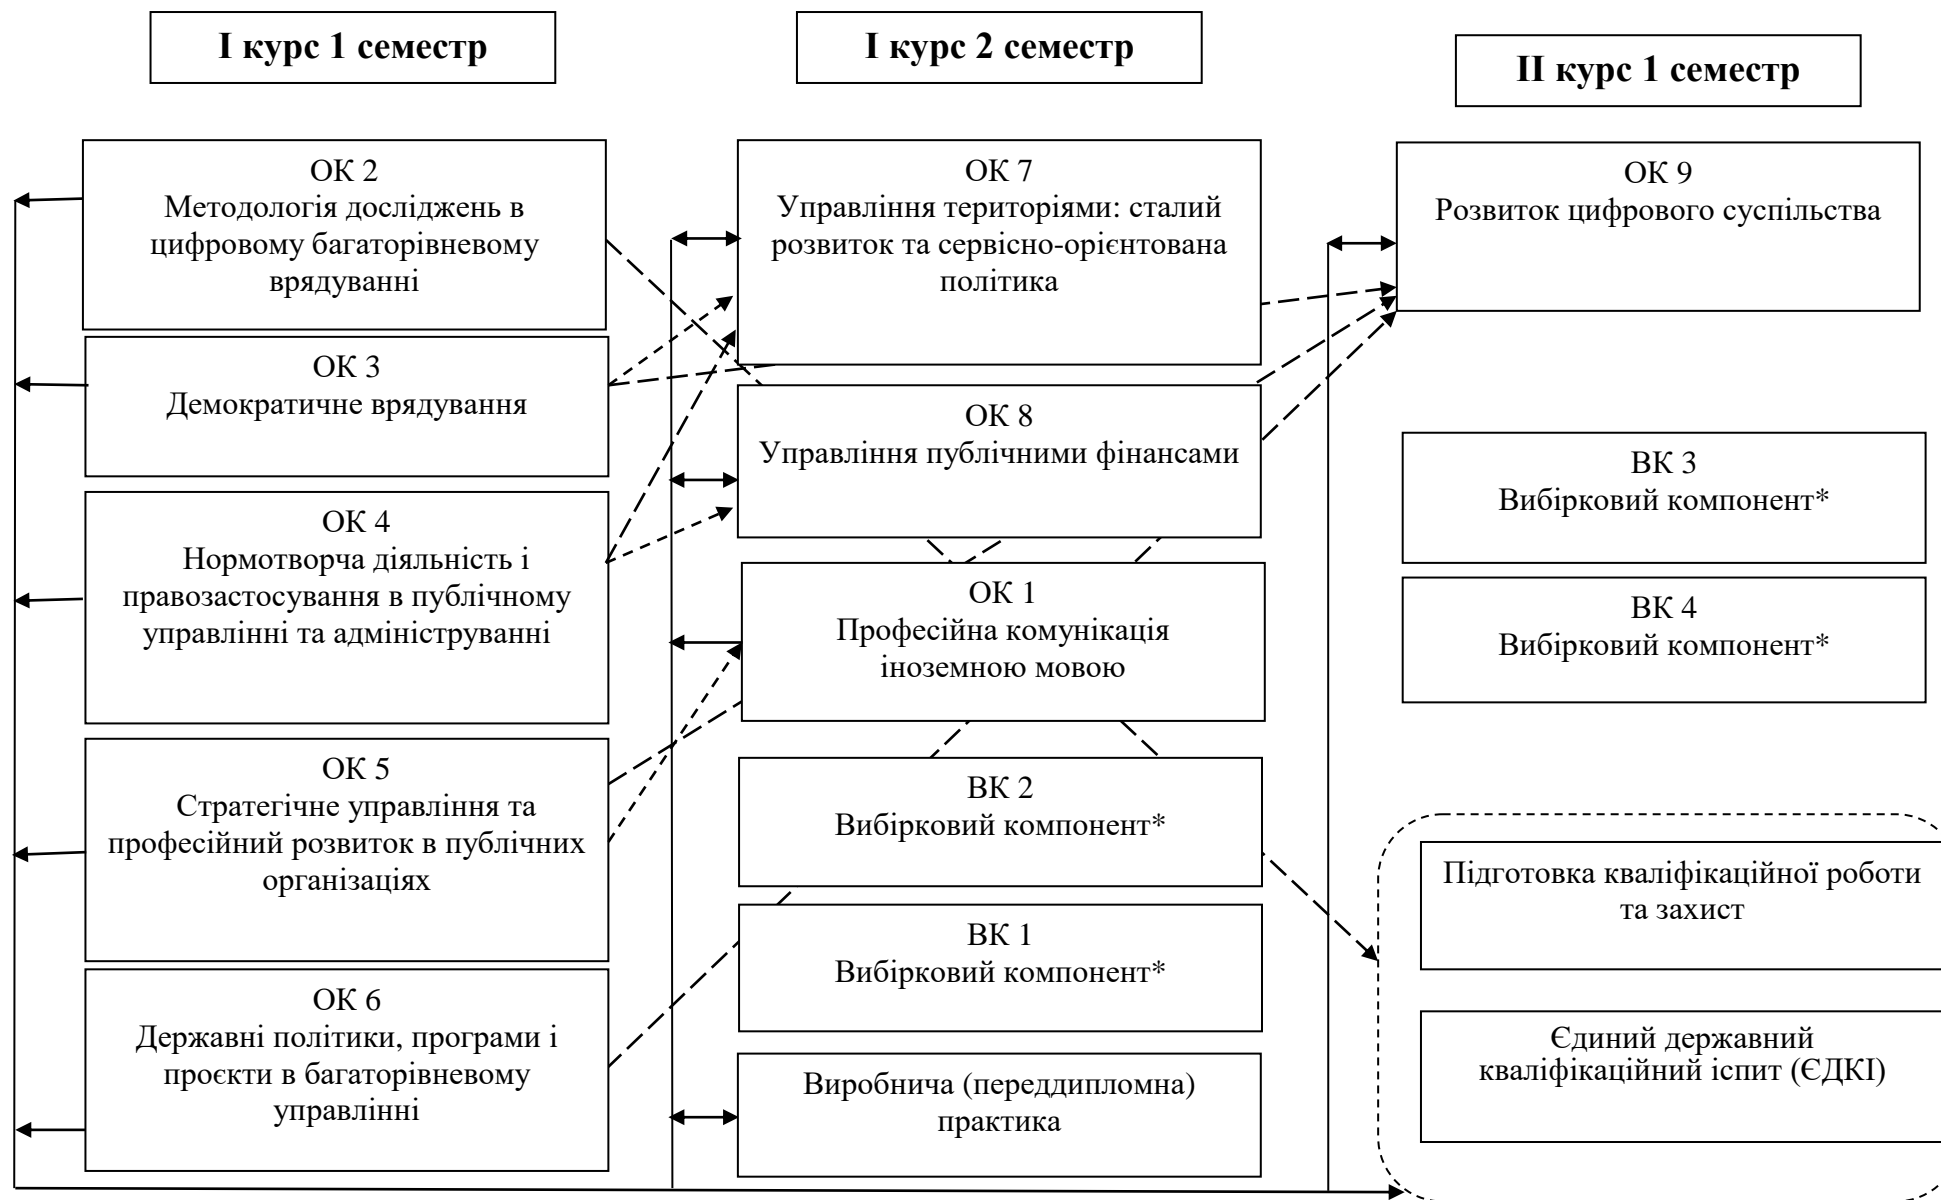 І курс 1 семестр
І курс 2 семестр
ІІ курс 1 семестр
ОК 2
Методологія досліджень в
цифровому багаторівневому
врядуванні
ОК 3
Демократичне врядування
ОК 4
Нормотворча діяльність і
правозастосування в публічному
управлінні та адмініструванні
ОК 5
Стратегічне управління та
професійний розвиток в публічних
організаціях
ОК 6
Державні політики, програми і
проєкти в багаторівневому
управлінні
ОК 7
Управління територіями: сталий
розвиток та сервісно-орієнтована
політика
ОК 8
Управління публічними фінансами
ОК 1
Професійна комунікація
іноземною мовою
ВК 2
Вибірковий компонент*
ВК 1
Вибірковий компонент*
Виробнича (переддипломна)
практика
ОК 9
Розвиток цифрового суспільства
ВК 3
Вибірковий компонент*
ВК 4
Вибірковий компонент*
Підготовка кваліфікаційної роботи
та захист
Єдиний державний
кваліфікаційний іспит (ЄДКІ)